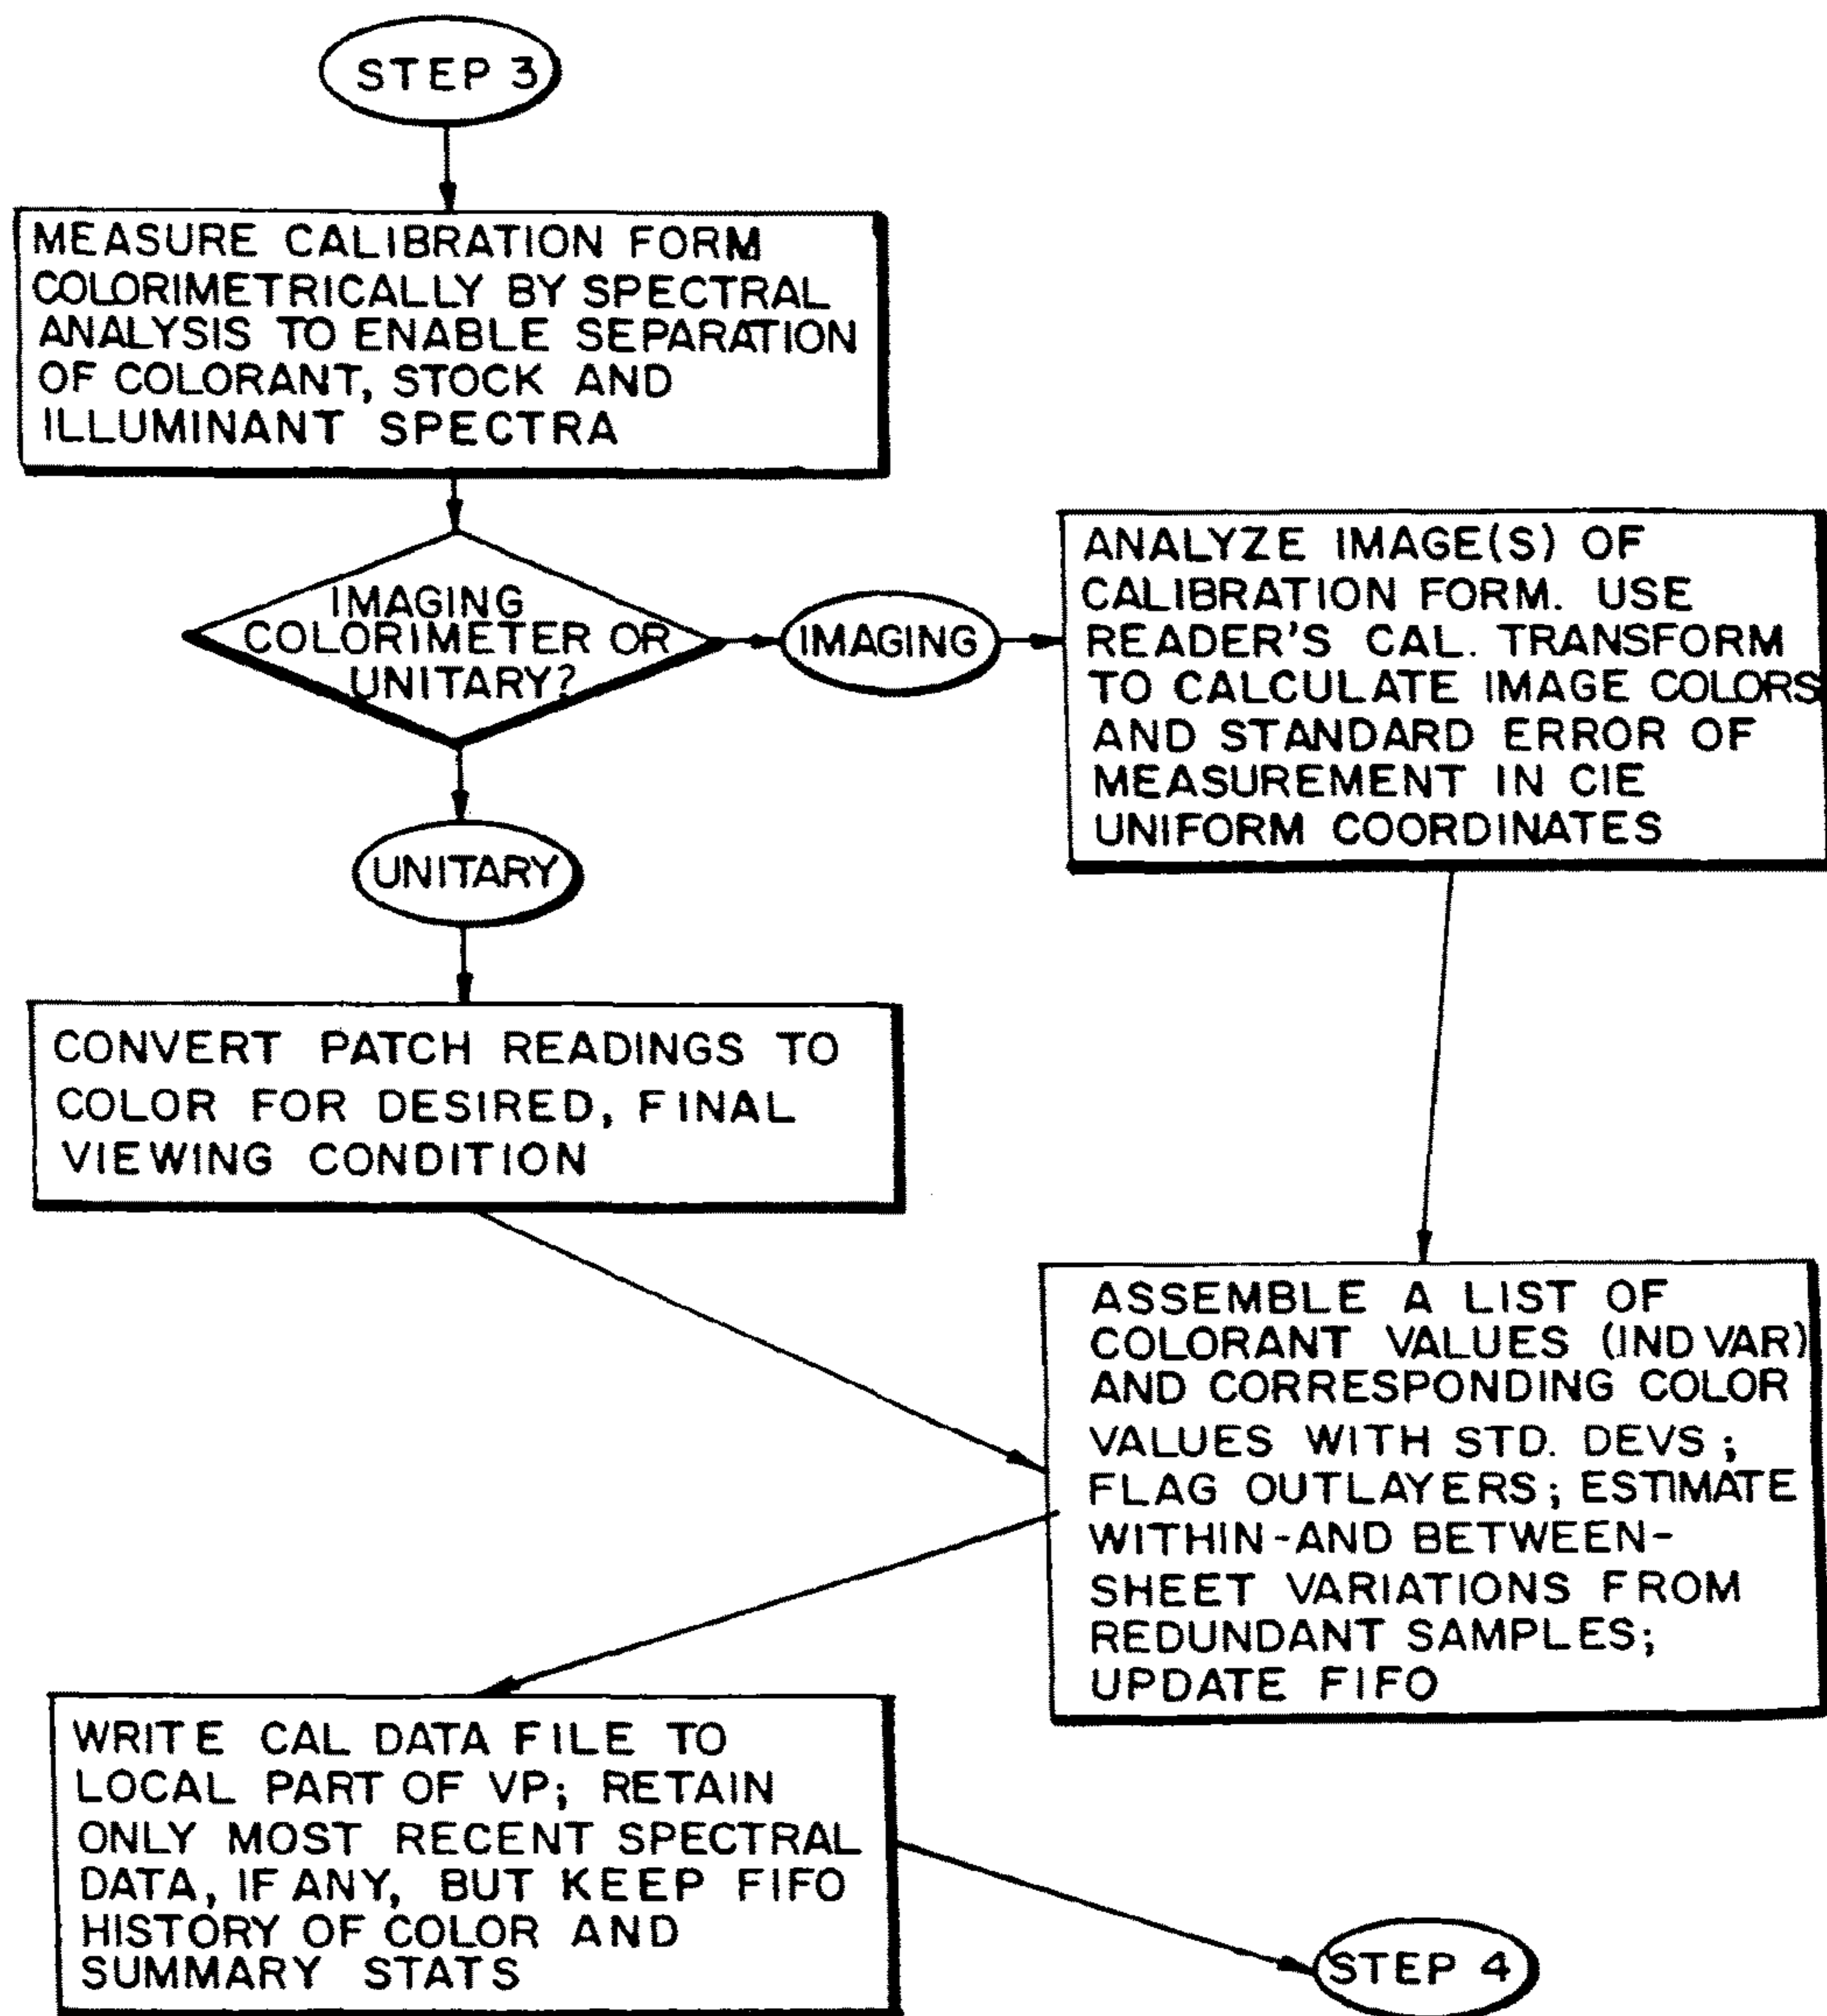 STEP 3
MEASURE CALIBRATION FORM
COLORIMETRICALLY BY SPECTRAL
ANALYSIS TO ENABLE SEPARATION
OF COLORANT, STOCK AND
ILLUMINANT SPECTRA
IMAGING
COLORIMETER OR
UNITARY?
IMAGING
ANALYZE IMAGE(S) OF
CALIBRATION FORM. USE
READER'S CAL. TRANSFORM
TO CALCULATE IMAGE COLORS
AND STANDARD ERROR OF
MEASUREMENT IN CIE
UNIFORM COORDINATES
UNITARY
CONVERT PATCH READINGS TO
COLOR FOR DESIRED, FINAL
VIEWING CONDITION
ASSEMBLE A LIST OF
COLORANT VALUES (IND VAR)
AND CORRESPONDING COLOR
VALUES WITH STD. DEVS;
FLAG OUTLAYERS; ESTIMATE
WITHIN-AND BETWEEN-
SHEET VARIATIONS FROM
REDUNDANT SAMPLES;
UPDATE FIFO
WRITE CAL DATA FILE TO
LOCAL PART OF VP; RETAIN
ONLY MOST RECENT SPECTRAL
DATA, IF ANY, BUT KEEP FIFO
HISTORY OF COLOR AND
SUMMARY STATS
STEP 4